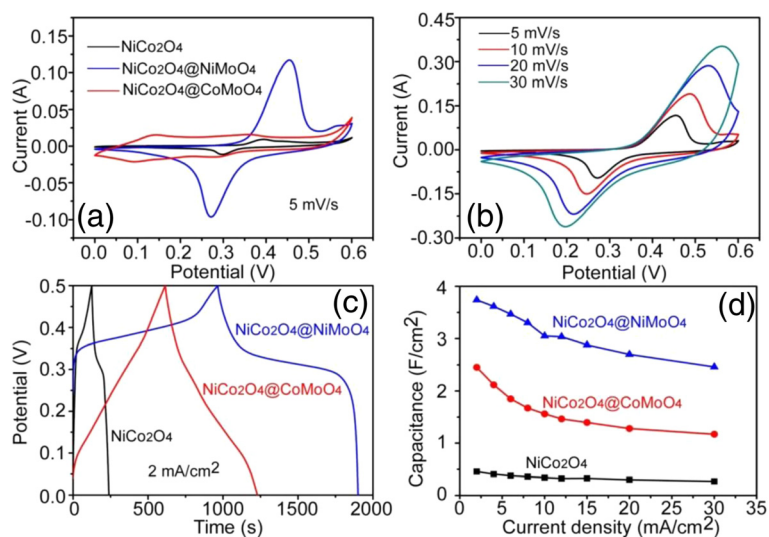 0.15
0.10
0.05
0.00
-0.05
-0.10
Current (A)
NiCo2O4
NiCo2O4@NiMoO4
NiCo2O4@CoMoO4
(a)
5 mV/s
0.0 0.1 0.2 0.3 0.4 0.5 0.6
Potential (V)
0.45
0.30
0.15
0.00
-0.15
-0.30
Current (A)
5 mV/s
10 mV/s
20 mV/s
30 mV/s
(b)
0.0 0.1 0.2 0.3 0.4 0.5 0.6
Potential (V)
0.5
0.4
0.3
0.2
0.1
0.0
Potential (V)
(c)
NiCo2O4@NiMoO4
NiCo2O4@CoMoO4
NiCo2O4
2 mA/cm2
0 500 1000 1500 2000
Time (s)
4
3
2
1
0
Capacitance (F/cm2)
(d)
NiCo2O4@NiMoO4
NiCo2O4@CoMoO4
NiCo2O4
0 5 10 15 20 25 30 35
Current density (mA/cm2)